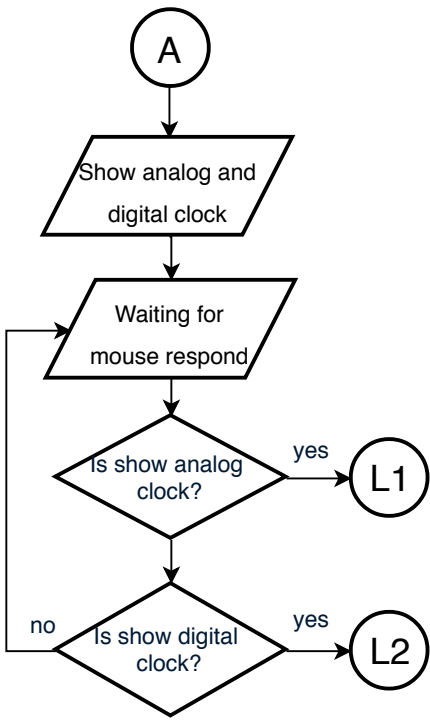 A
Show analog and
digital clock
Waiting for
mouse respond
Is show analog
clock?
yes
L1
Is show digital
clock?
no
yes
L2